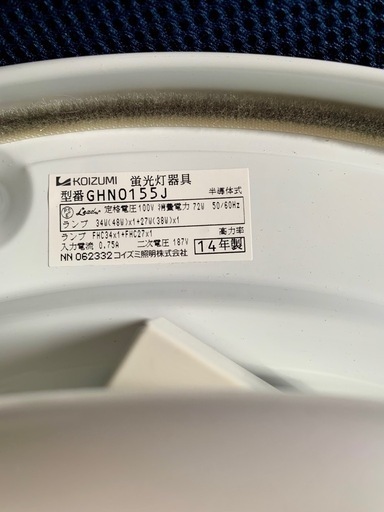 KOIZUMI 蛍光灯器具
型番GHN0155J 半導体式
定格電圧100V 消費電力 72W 50/60Hz
ランプ 34W(48W)x1+27W(38W)x1
ランプ FHC34x1+FHC27x1 高力率
入力電流 0.75A 二次電圧 187V
NN 062332 コイズミ照明株式会社 14年製